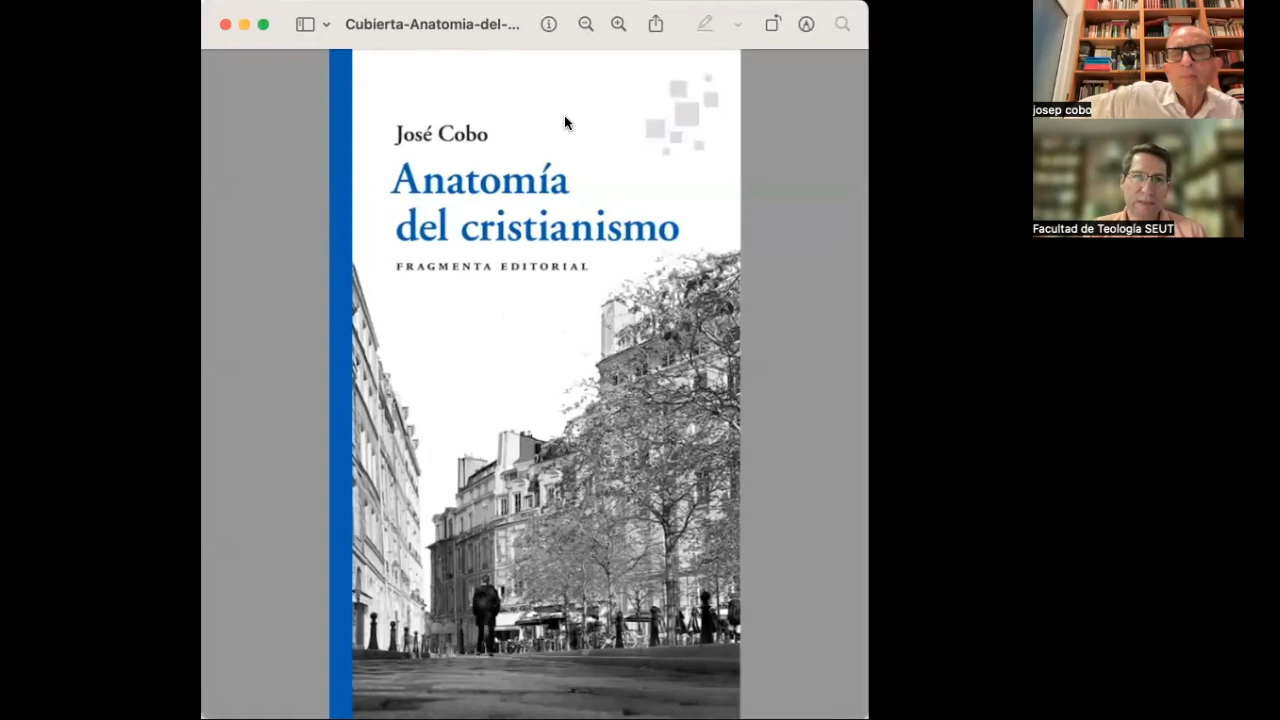 Cubierta-Anatomia-del-...
José Cobo
Anatomía
del cristianismo
FRAGMENTA EDITORIAL
josep cobo
Facultad de Teología SEUT